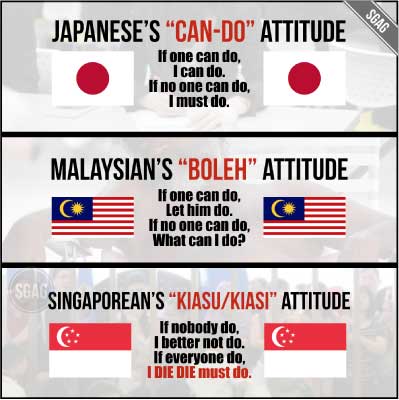 SGAG
JAPANESE'S "CAN-DO" ATTITUDE
If one can do,
I can do.
If no one can do,
I must do.
MALAYSIAN'S "BOLEH" ATTITUDE
If one can do,
Let him do.
If no one can do,
What can I do?
SGAG
SINGAPOREAN'S "KIASU/KIASI" ATTITUDE
If nobody do,
I better not do.
If everyone do,
I DIE DIE must do.